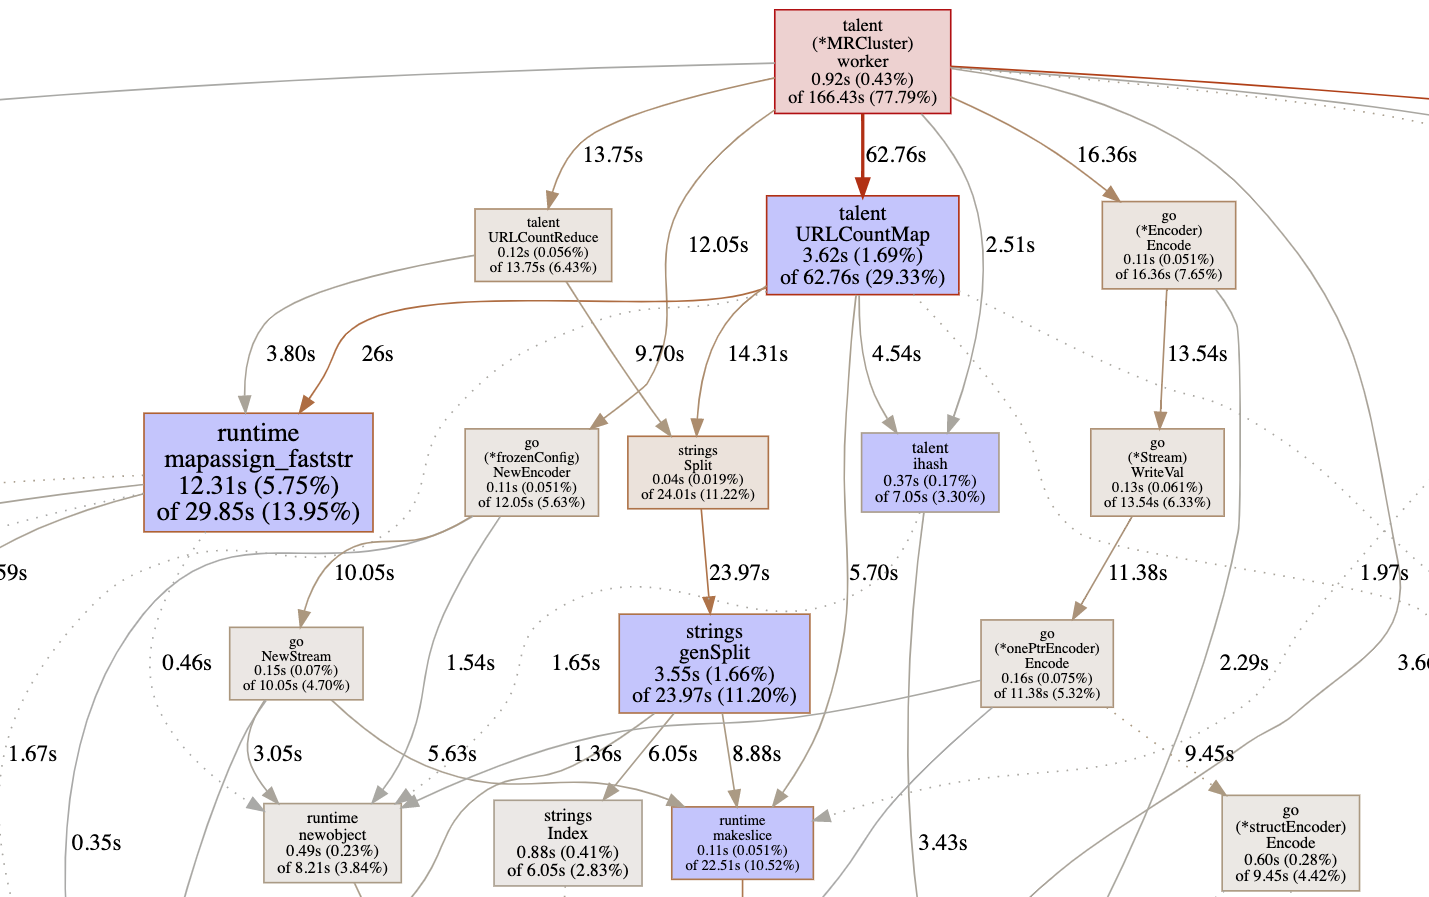 talent
(*MRCluster)
worker
0.92s (0.43%)
of 166.43s (77.79%)
13.75s
62.76s
16.36s
talent
URLCountReduce
0.12s (0.056%)
of 13.75s (6.43%)
12.05s
talent
URLCountMap
3.62s (1.69%)
of 62.76s (29.33%)
2.51s
go
(*Encoder)
Encode
0.11s (0.051%)
of 16.36s (7.65%)
3.80s
26s
9.70s
14.31s
4.54s
13.54s
runtime
mapassign_faststr
12.31s (5.75%)
of 29.85s (13.95%)
go
(*frozenConfig)
NewEncoder
0.11s (0.051%)
of 12.05s (5.63%)
strings
Split
0.04s (0.019%)
of 24.01s (11.22%)
talent
ihash
0.37s (0.17%)
of 7.05s (3.30%)
go
(*Stream)
WriteVal
0.13s (0.061%)
of 13.54s (6.33%)
59s
10.05s
23.97s
5.70s
11.38s
1.97s
go
NewStream
0.15s (0.07%)
of 10.05s (4.70%)
0.46s
1.54s
1.65s
strings
genSplit
3.55s (1.66%)
of 23.97s (11.20%)
go
(*onePtrEncoder)
Encode
0.16s (0.075%)
of 11.38s (5.32%)
2.29s
1.67s
3.05s
5.63s
1.36s
6.05s
8.88s
9.45s
0.35s
runtime
newobject
0.49s (0.23%)
of 8.21s (3.84%)
strings
Index
0.88s (0.41%)
of 6.05s (2.83%)
runtime
makeslice
0.11s (0.051%)
of 22.51s (10.52%)
3.43s
go
(*structEncoder)
Encode
0.60s (0.28%)
of 9.45s (4.42%)